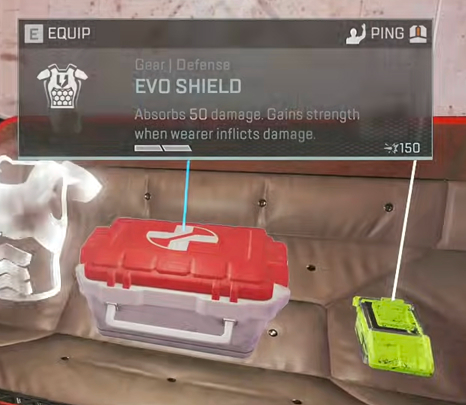 E EQUIP
PING
Gear | Defense
EVO SHIELD
Absorbs 50 damage. Gains strength
when wearer inflicts damage.
150